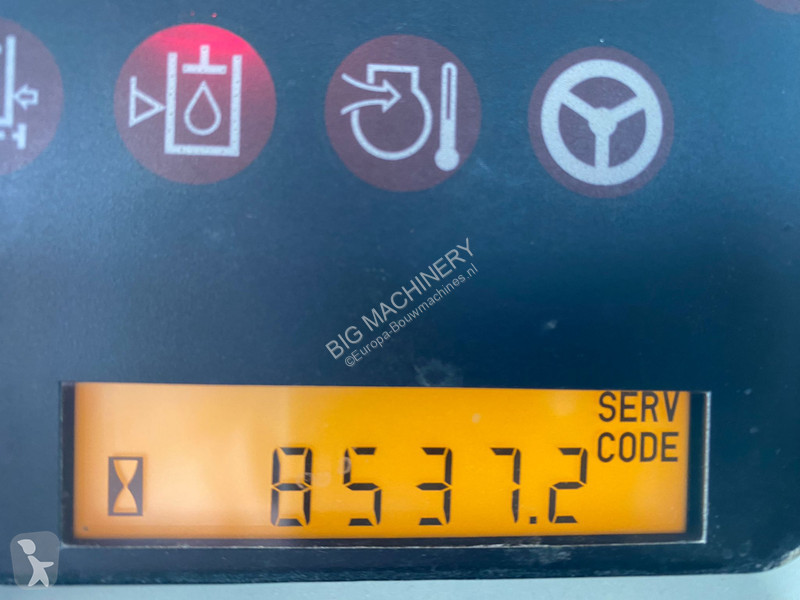 BIG MACHINERY
©Europa-Bouwmachines.nl
SERV
CODE
8537.2